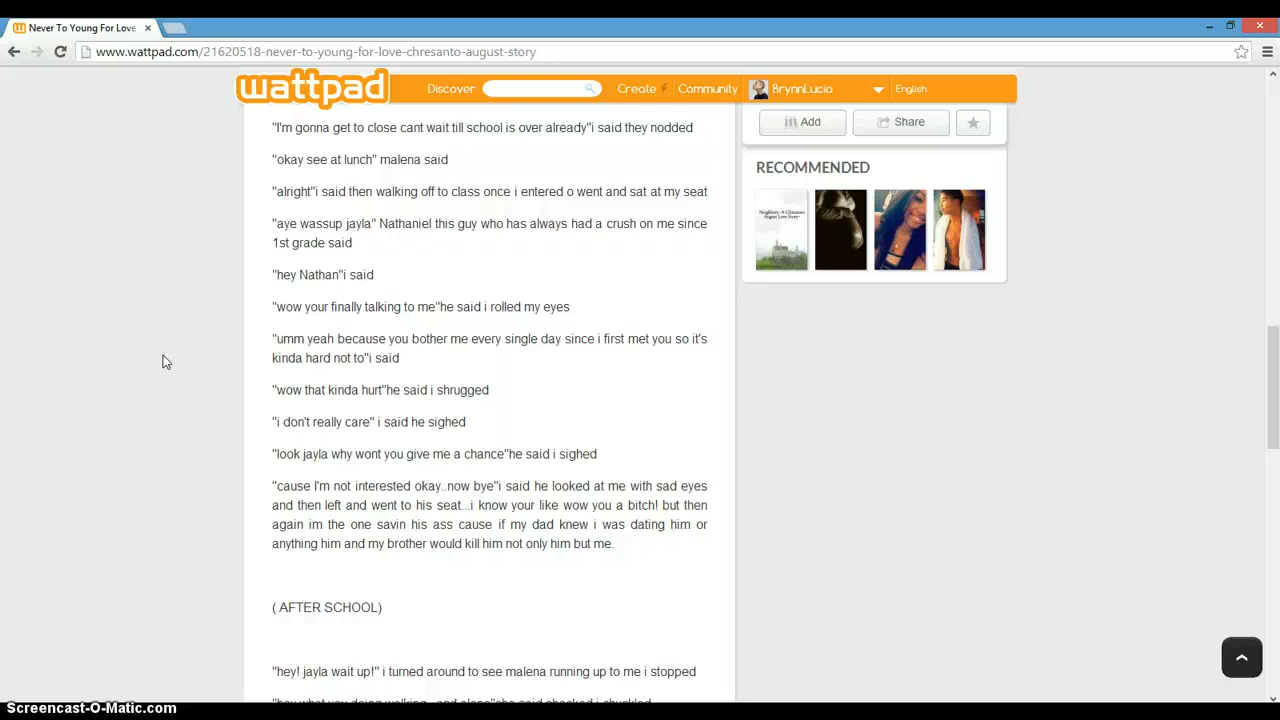 Never To Young For Love
www.wattpad.com/21620518-never-to-young-for-love-chresanto-august-story
wattpad
Discover
Create
Community
BrynnLucia
English
"I'm gonna get to close cant wait till school is over already"i said they nodded
"okay see at lunch" malena said
"alright"i said then walking off to class once i entered o went and sat at my seat
"aye wassup jayla" Nathaniel this guy who has always had a crush on me since
1st grade said
"hey Nathan"i said
"wow your finally talking to me"he said i rolled my eyes
"umm yeah because you bother me every single day since i first met you so it's
kinda hard not to"i said
"wow that kinda hurt"he said i shrugged
"i don't really care" i said he sighed
"look jayla why wont you give me a chance"he said i sighed
"cause I'm not interested okay..now bye"i said he looked at me with sad eyes
and then left and went to his seat...i know your like wow you a bitch! but then
again im the one savin his ass cause if my dad knew i was dating him or
anything him and my brother would kill him not only him but me.
( AFTER SCHOOL)
"hey! jayla wait up!" i turned around to see malena running up to me i stopped
"hey what you doing walking and alone"she said shocked i chuckled
Add
Share
RECOMMENDED
Screencast-O-Matic.com